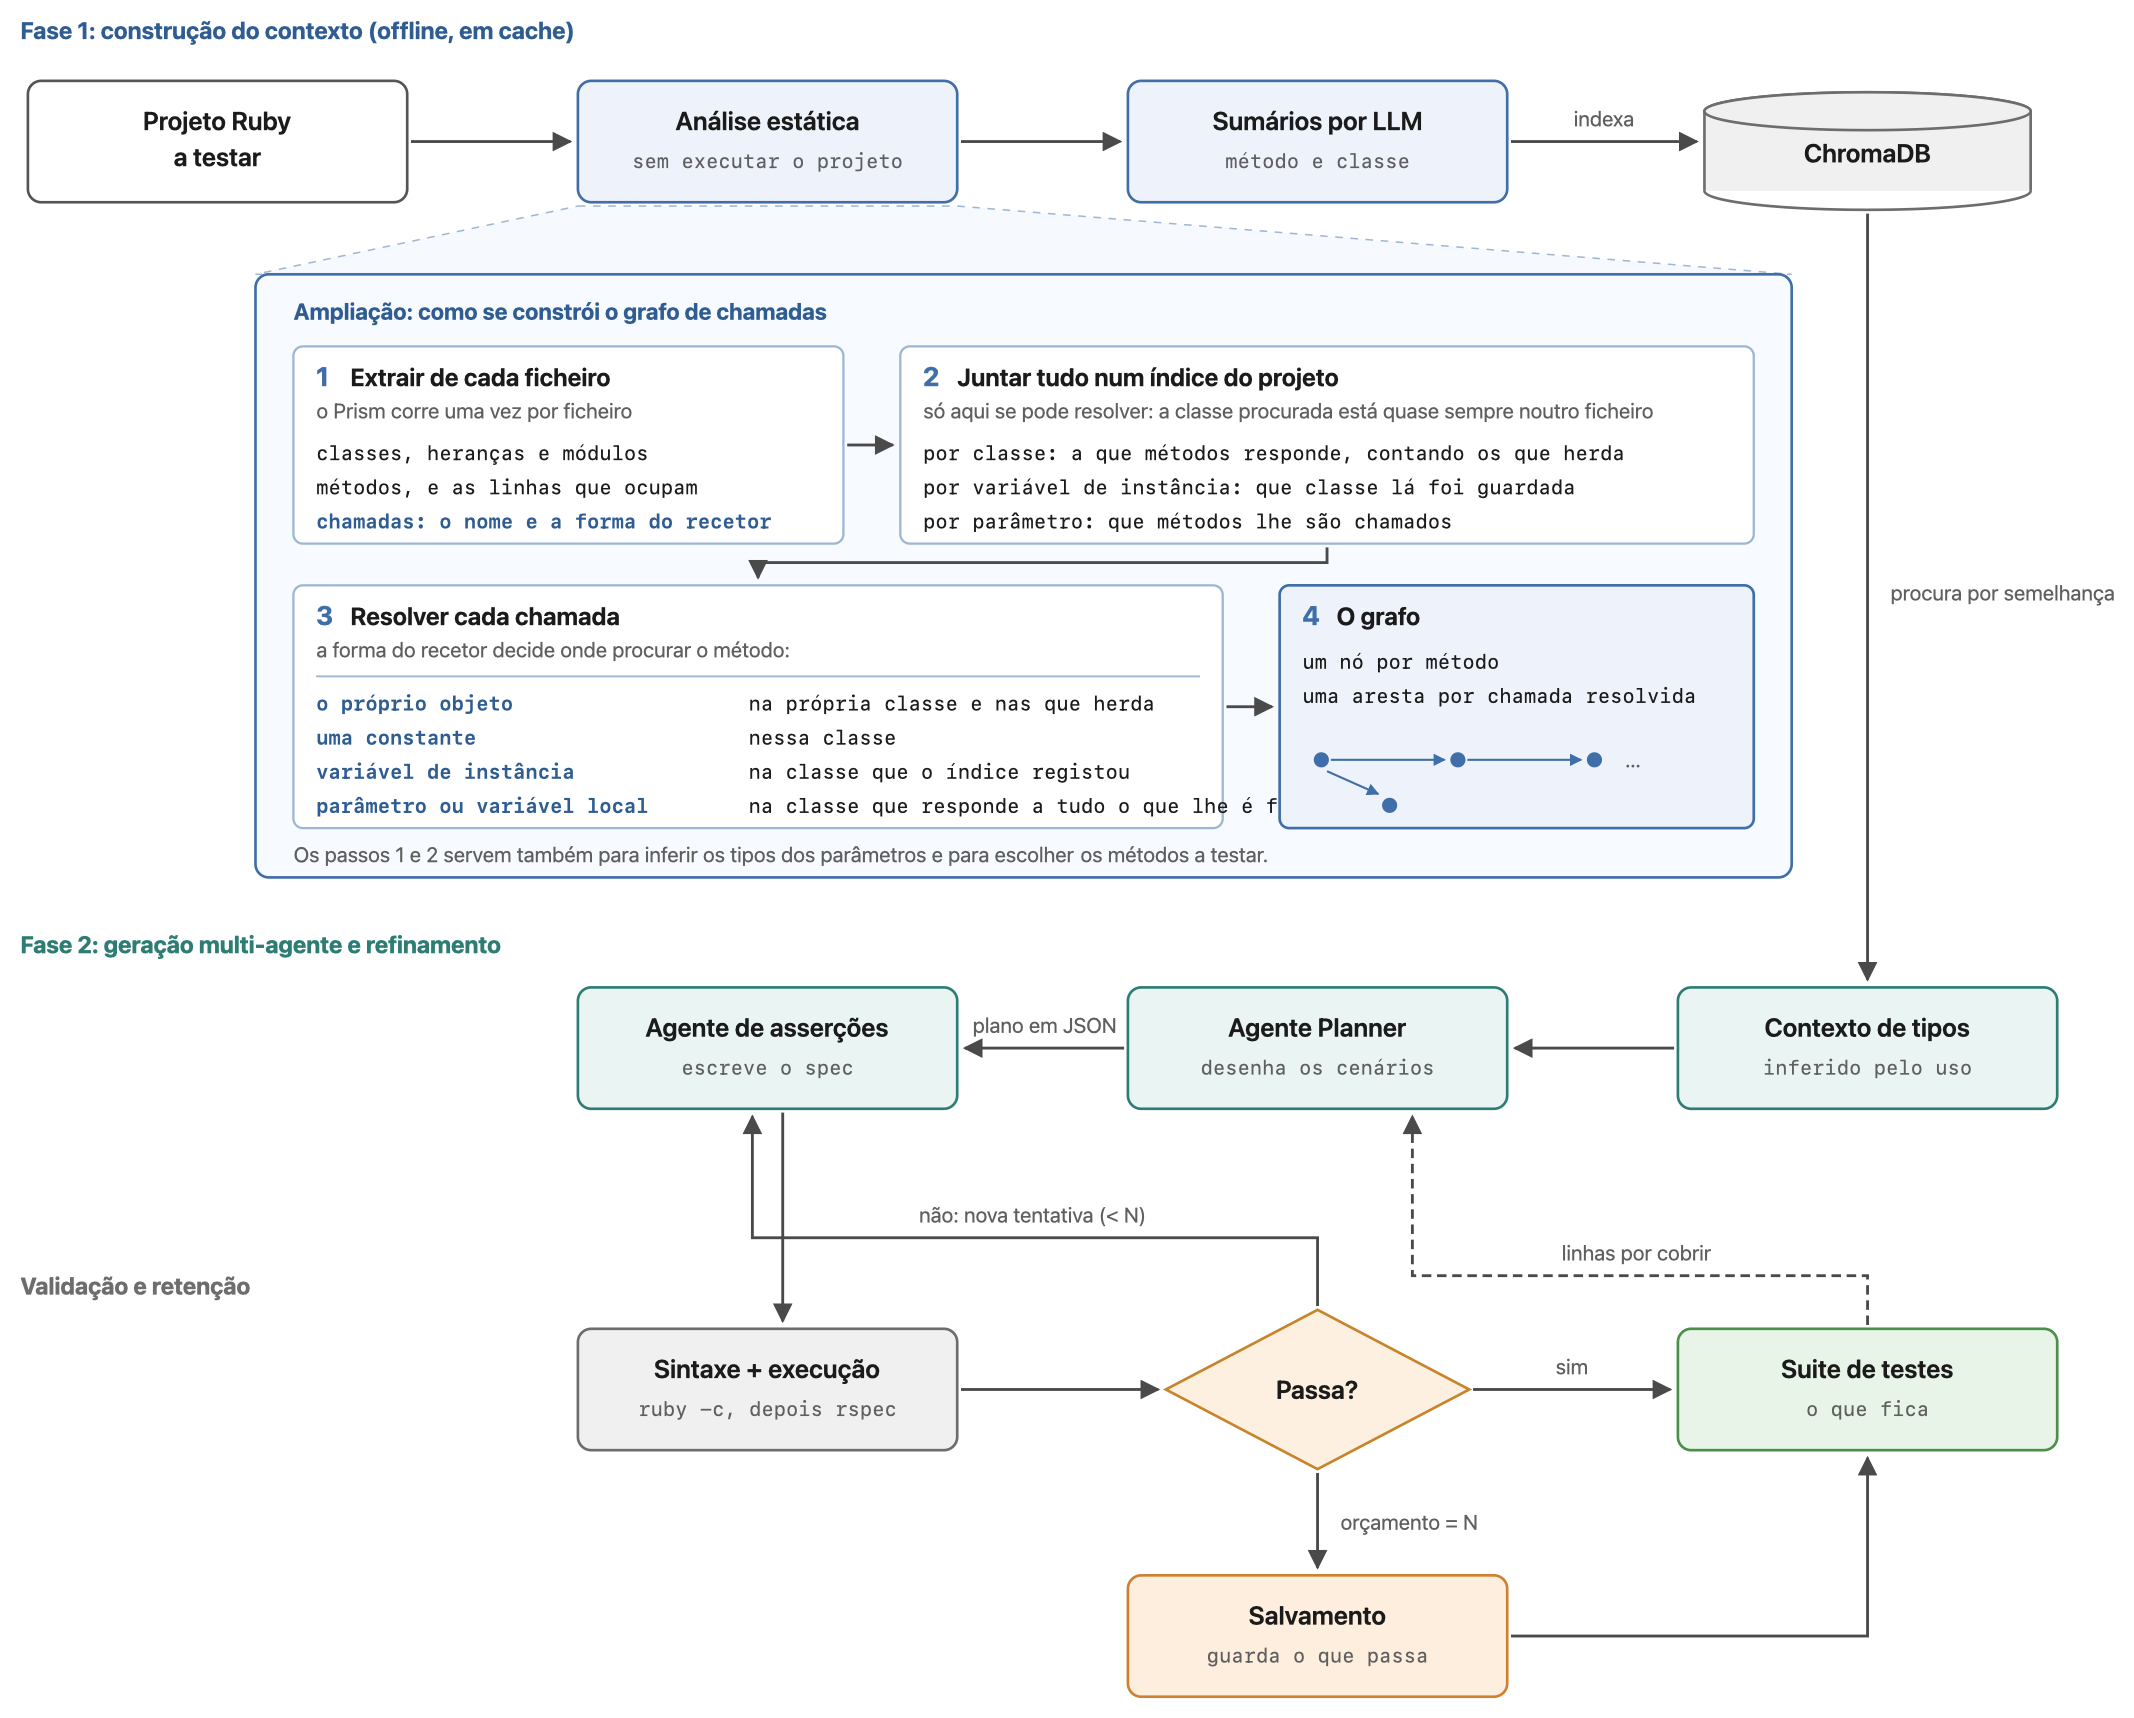 Fase 1: construção do contexto (offline, em cache)
Projeto Ruby
a testar
Análise estática
sem executar o projeto
Sumários por LLM
método e classe
indexa
ChromaDB
Ampliação: como se constrói o grafo de chamadas
1 Extrair de cada ficheiro
o Prism corre uma vez por ficheiro
classes, heranças e módulos
métodos, e as linhas que ocupam
chamadas: o nome e a forma do recetor
2 Juntar tudo num índice do projeto
só aqui se pode resolver: a classe procurada está quase sempre noutro ficheiro
por classe: a que métodos responde, contando os que herda
por variável de instância: que classe lá foi guardada
por parâmetro: que métodos lhe são chamados
procura por semelhança
3 Resolver cada chamada
a forma do recetor decide onde procurar o método:
o próprio objeto na própria classe e nas que herda
uma constante nessa classe
variável de instância na classe que o índice registou
parâmetro ou variável local na classe que responde a tudo o que lhe é f
4 O grafo
um nó por método
uma aresta por chamada resolvida
...
Os passos 1 e 2 servem também para inferir os tipos dos parâmetros e para escolher os métodos a testar.
Fase 2: geração multi-agente e refinamento
Agente de asserções
escreve o spec
plano em JSON
Agente Planner
desenha os cenários
Contexto de tipos
inferido pelo uso
não: nova tentativa (< N)
linhas por cobrir
Validação e retenção
Sintaxe + execução
ruby -c, depois rspec
Passa?
sim
Suite de testes
o que fica
orçamento = N
Salvamento
guarda o que passa